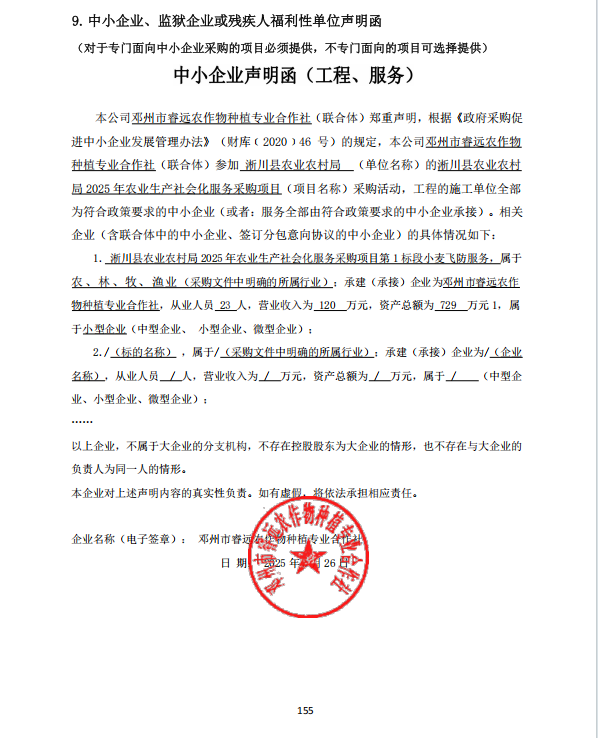 9. 中小企业、监狱企业或残疾人福利性单位声明函
（对于专门面向中小企业采购的项目必须提供，不专门面向的项目可选择提供）
中小企业声明函（工程、服务）
本公司邓州市睿远农作物种植专业合作社（联合体）郑重声明，根据《政府采购促
进中小企业发展管理办法》（财库﹝2020﹞46 号）的规定，本公司邓州市睿远农作物
种植专业合作社（联合体）参加 淅川县农业农村局 （单位名称）的淅川县农业农村
局 2025 年农业生产社会化服务采购项目（项目名称）采购活动，工程的施工单位全部
为符合政策要求的中小企业（或者：服务全部由符合政策要求的中小企业承接）。相关
企业（含联合体中的中小企业、签订分包意向协议的中小企业）的具体情况如下：
1. 淅川县农业农村局 2025 年农业生产社会化服务采购项目第 1 标段小麦飞防服务，属于
农、林、牧、渔业（采购文件中明确的所属行业）；承建（承接）企业为邓州市睿远农作
物种植专业合作社，从业人员 23 人，营业收入为 120 万元，资产总额为 729 万元 1，属
于小型企业（中型企业、 小型企业、微型企业）；
2./（标的名称） ，属于/（采购文件中明确的所属行业）；承建（承接）企业为/（企业
名称），从业人员 / 人，营业收入为 / 万元，资产总额为 / 万元，属于 / （中型企
业、小型企业、微型企业）；
……
以上企业，不属于大企业的分支机构，不存在控股股东为大企业的情形，也不存在与大企业的
负责人为同一人的情形。
本企业对上述声明内容的真实性负责。如有虚假，将依法承担相应责任。
企业名称（电子签章）： 邓州市睿远农作物种植专业合作社
日 期： 2025 年 月 26 日
邓州市睿远农作物种植专业合作社
155